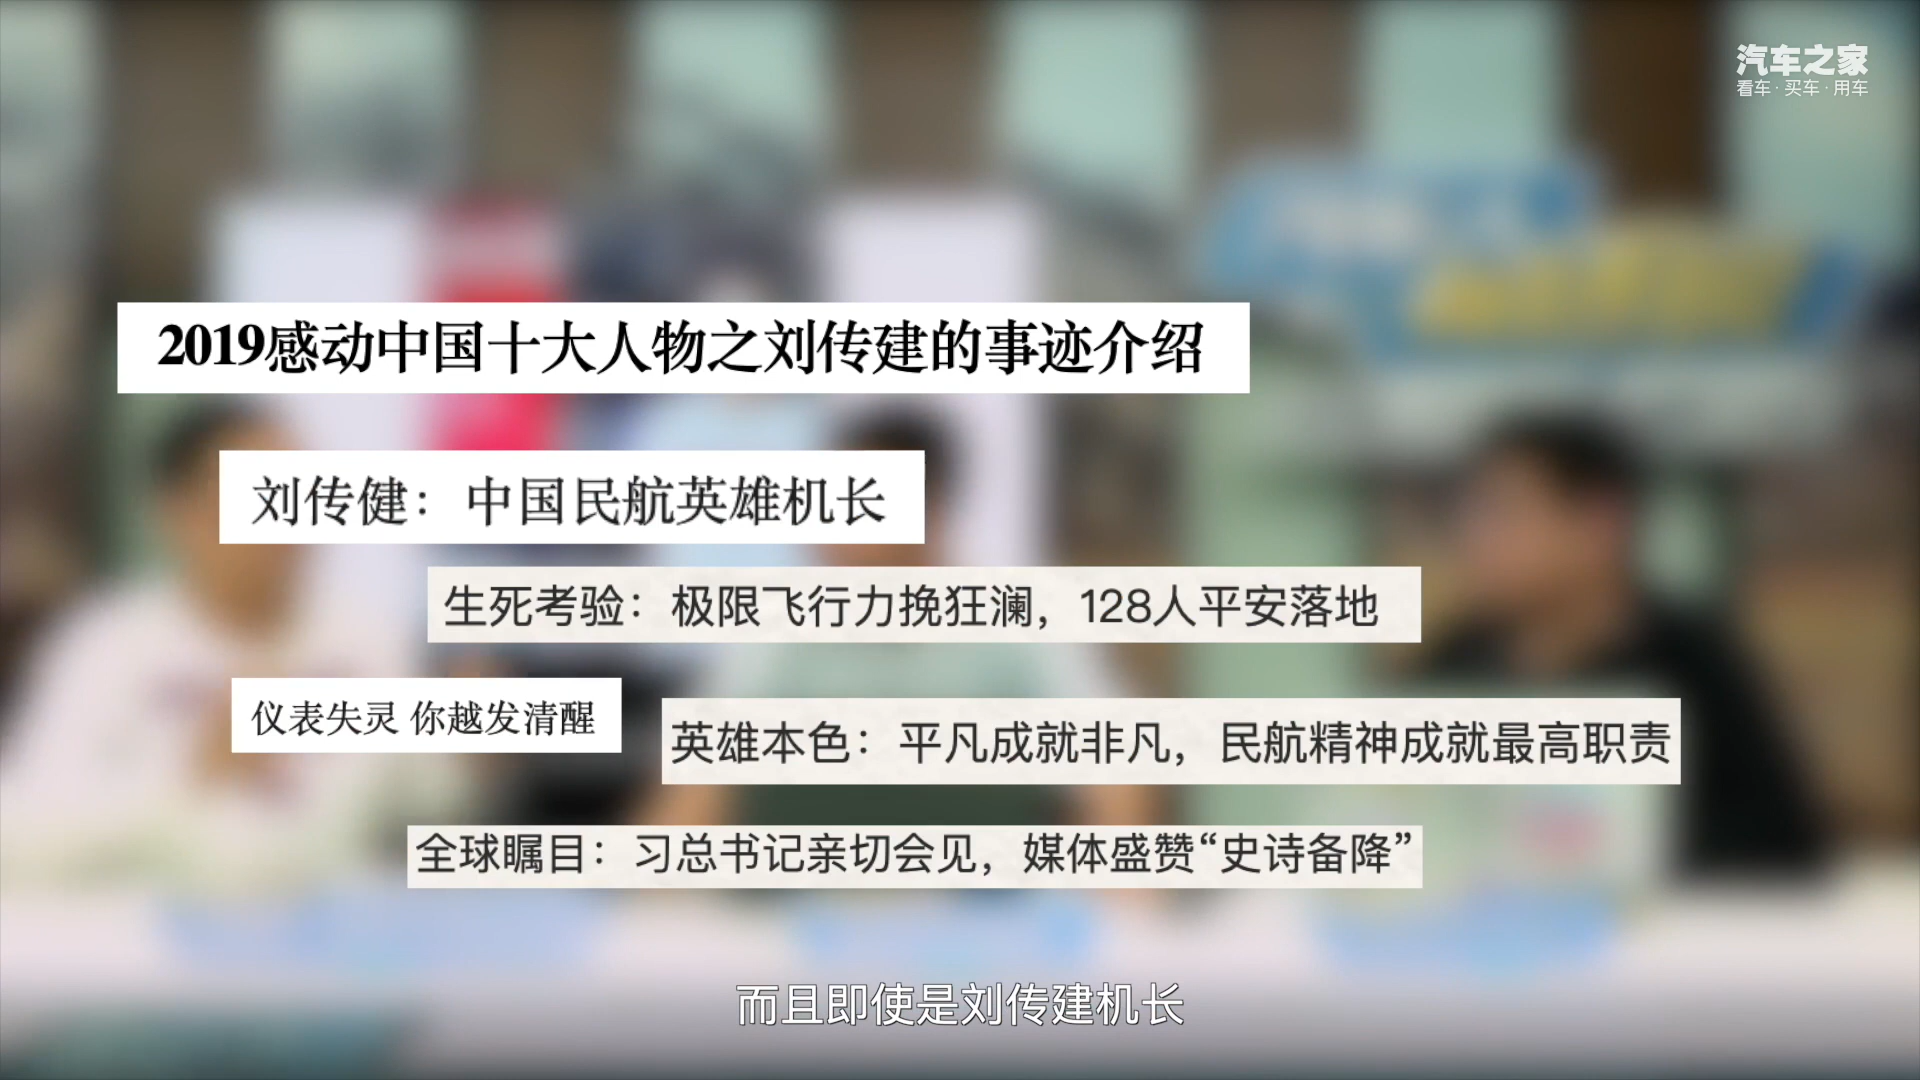 汽车之家
看车·买车·用车
2019感动中国十大人物之刘传建的事迹介绍
刘传健：中国民航英雄机长
生死考验：极限飞行力挽狂澜，128人平安落地
仪表失灵 你越发清醒
英雄本色：平凡成就非凡，民航精神成就最高职责
全球瞩目：习总书记亲切会见，媒体盛赞“史诗备降”
而且即使是刘传建机长